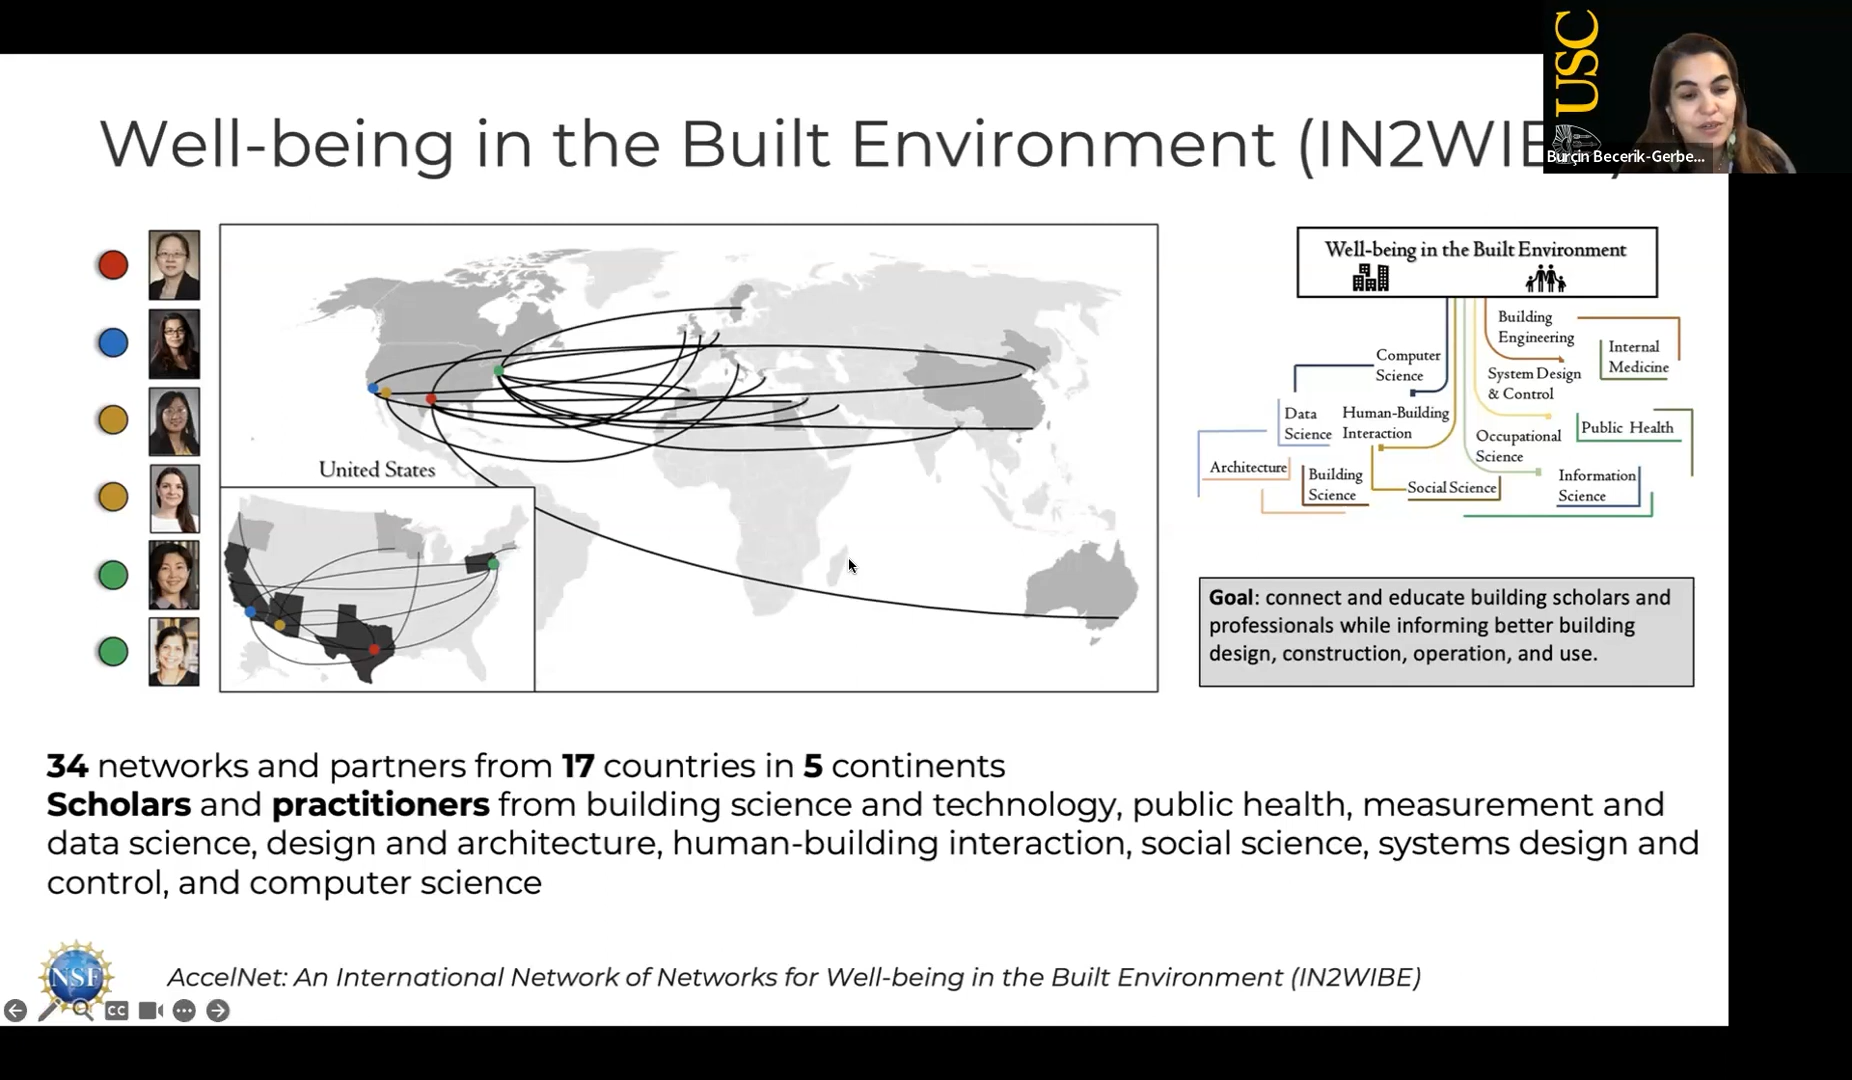 USC
Burçin Becerik-Gerbe...
Well-being in the Built Environment (IN2WIB
United States
Well-being in the Built Environment
Building
Engineering
Internal
Medicine
Computer
Science
System Design
& Control
Data
Science
Human-Building
Interaction
Public Health
Occupational
Science
Architecture
Building
Science
Social Science
Information
Science
Goal: connect and educate building scholars and
professionals while informing better building
design, construction, operation, and use.
34 networks and partners from 17 countries in 5 continents
Scholars and practitioners from building science and technology, public health, measurement and
data science, design and architecture, human-building interaction, social science, systems design and
control, and computer science
NSF
AccelNet: An International Network of Networks for Well-being in the Built Environment (IN2WIBE)
CC